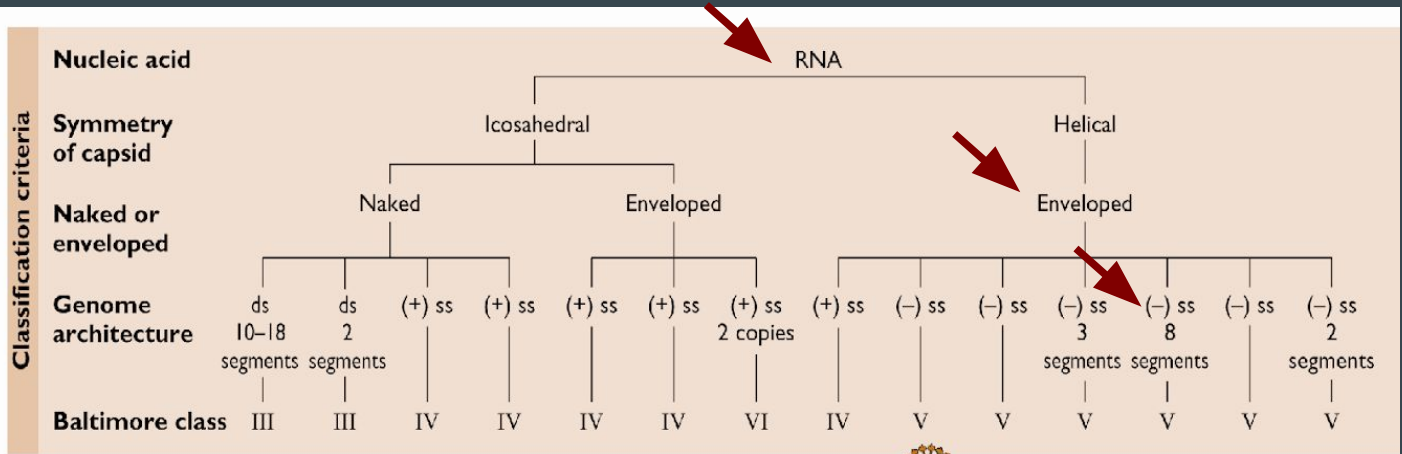 Classification criteria
Nucleic acid
RNA
Symmetry
of capsid
Icosahedral
Helical
Naked or
enveloped
Naked
Enveloped
Enveloped
Genome
architecture
ds
10–18
segments
ds
2
segments
(+) ss
(+) ss
(+) ss
(+) ss
(+) ss
2 copies
(+) ss
(–) ss
(–) ss
(–) ss
3
segments
(–) ss
8
segments
(–) ss
(–) ss
2
segments
Baltimore class III III IV IV IV IV VI IV V V V V V V